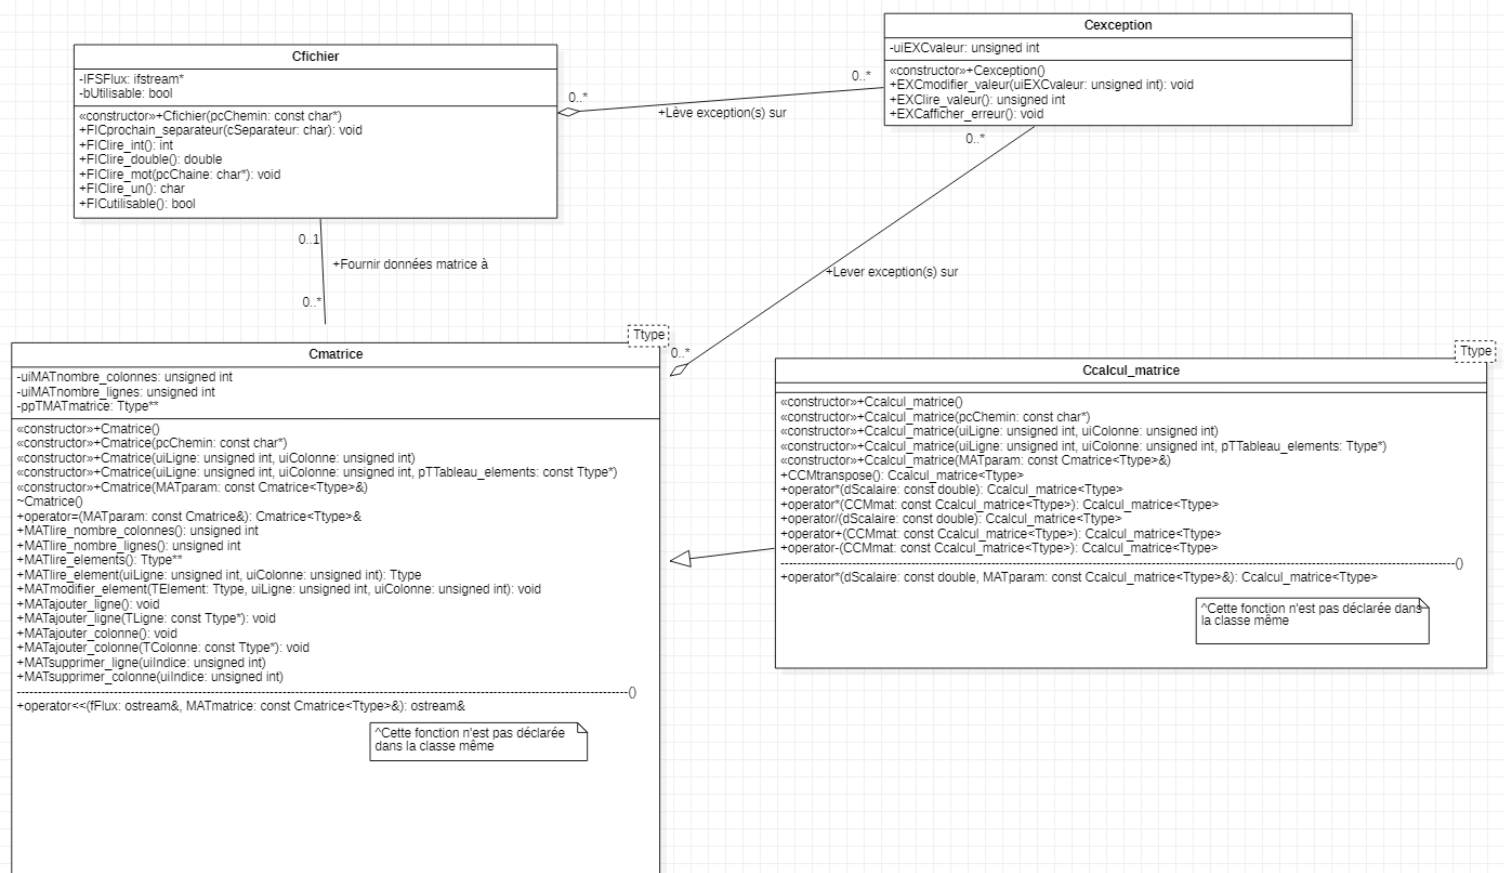 Cfichier
-IFSFlux: ifstream*
-bUtilisable: bool
«constructor»+Cfichier(pcChemin: const char*)
+FICprochain_separateur(cSeparateur: char): void
+FIClire_int(): int
+FIClire_double(): double
+FIClire_mot(pcChaine: char*): void
+FIClire_un(): char
+FICutilisable(): bool
0..*
+Lève exception(s) sur
0..*
Cexception
-uiEXCvaleur: unsigned int
«constructor»+Cexception()
+EXCmodifier_valeur(uiEXCvaleur: unsigned int): void
+EXClire_valeur(): unsigned int
+EXCafficher_erreur(): void
0..*
+Lever exception(s) sur
0..*
0..1
+Fournir données matrice à
0..*
Ttype
Cmatrice
-uiMATnombre_colonnes: unsigned int
-uiMATnombre_lignes: unsigned int
-ppTMATmatrice: Ttype**
«constructor»+Cmatrice()
«constructor»+Cmatrice(pcChemin: const char*)
«constructor»+Cmatrice(uiLigne: unsigned int, uiColonne: unsigned int)
«constructor»+Cmatrice(uiLigne: unsigned int, uiColonne: unsigned int, pTTableau_elements: const Ttype*)
«constructor»+Cmatrice(MATparam: const Cmatrice<Ttype>&)
~Cmatrice()
+operator=(MATparam: const Cmatrice&): Cmatrice<Ttype>&
+MATlire_nombre_colonnes(): unsigned int
+MATlire_nombre_lignes(): unsigned int
+MATlire_elements(): Ttype**
+MATlire_element(uiLigne: unsigned int, uiColonne: unsigned int): Ttype
+MATmodifier_element(TElement: Ttype, uiLigne: unsigned int, uiColonne: unsigned int): void
+MATajouter_ligne(): void
+MATajouter_ligne(TLigne: const Ttype*): void
+MATajouter_colonne(): void
+MATajouter_colonne(TColonne: const Ttype*): void
+MATsupprimer_ligne(uiIndice: unsigned int)
+MATsupprimer_colonne(uiIndice: unsigned int)
------------------------------------------------------------------------------------------------------------------------------------------------------()
+operator<<(fFlux: ostream&, MATmatrice: const Cmatrice<Ttype>&): ostream&
^Cette fonction n'est pas déclarée
dans la classe même
Ttype
Ccalcul_matrice
«constructor»+Ccalcul_matrice()
«constructor»+Ccalcul_matrice(pcChemin: const char*)
«constructor»+Ccalcul_matrice(uiLigne: unsigned int, uiColonne: unsigned int)
«constructor»+Ccalcul_matrice(uiLigne: unsigned int, uiColonne: unsigned int, pTTableau_elements: Ttype*)
«constructor»+Ccalcul_matrice(MATparam: const Cmatrice<Ttype>&)
+CCMtranspose(): Ccalcul_matrice<Ttype>
+operator*(dScalaire: const double): Ccalcul_matrice<Ttype>
+operator*(CCMmat: const Ccalcul_matrice<Ttype>): Ccalcul_matrice<Ttype>
+operator/(dScalaire: const double): Ccalcul_matrice<Ttype>
+operator+(CCMmat: const Ccalcul_matrice<Ttype>): Ccalcul_matrice<Ttype>
+operator-(CCMmat: const Ccalcul_matrice<Ttype>): Ccalcul_matrice<Ttype>
------------------------------------------------------------------------------------------------------------------------------------------------------------------------()
+operator*(dScalaire: const double, MATparam: const Ccalcul_matrice<Ttype>&): Ccalcul_matrice<Ttype>
^Cette fonction n'est pas déclarée dans
la classe même